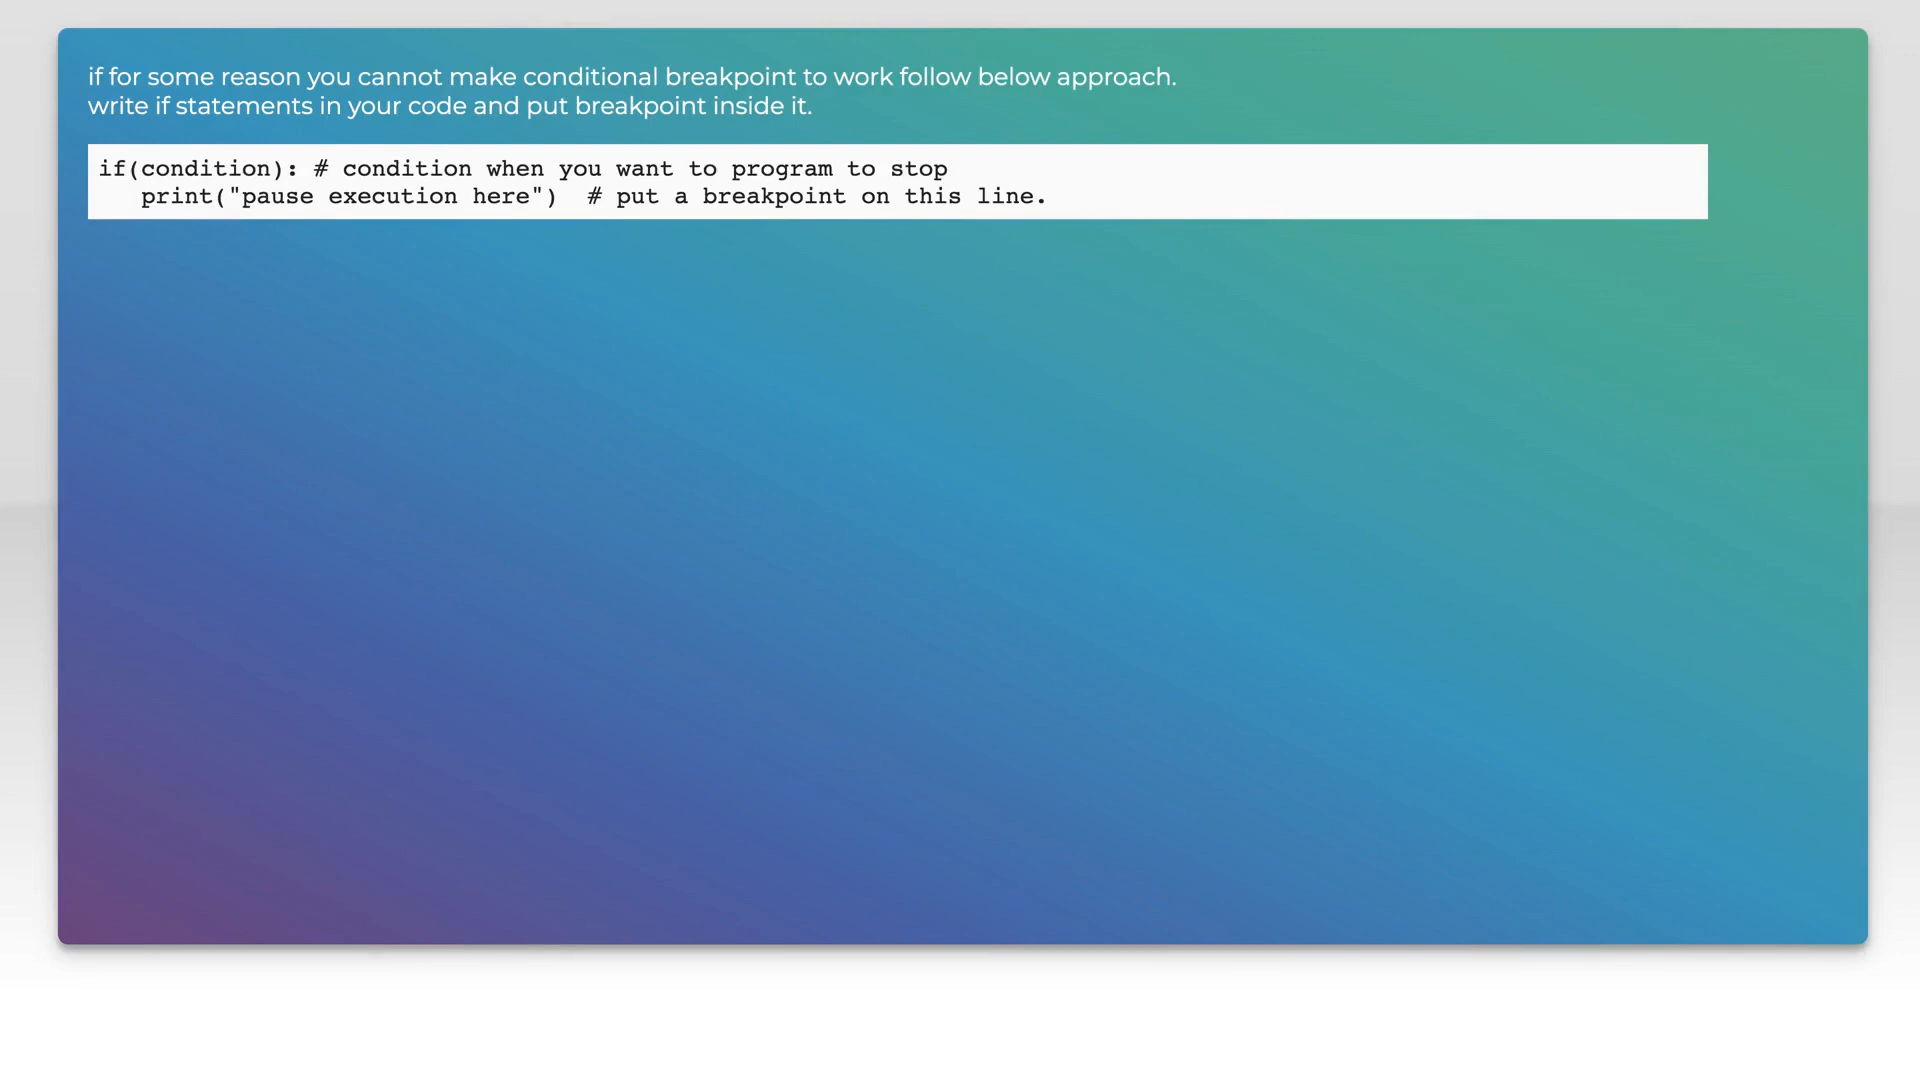 if for some reason you cannot make conditional breakpoint to work follow below approach.
write if statements in your code and put breakpoint inside it.
if(condition): # condition when you want to program to stop
   print("pause execution here")  # put a breakpoint on this line.